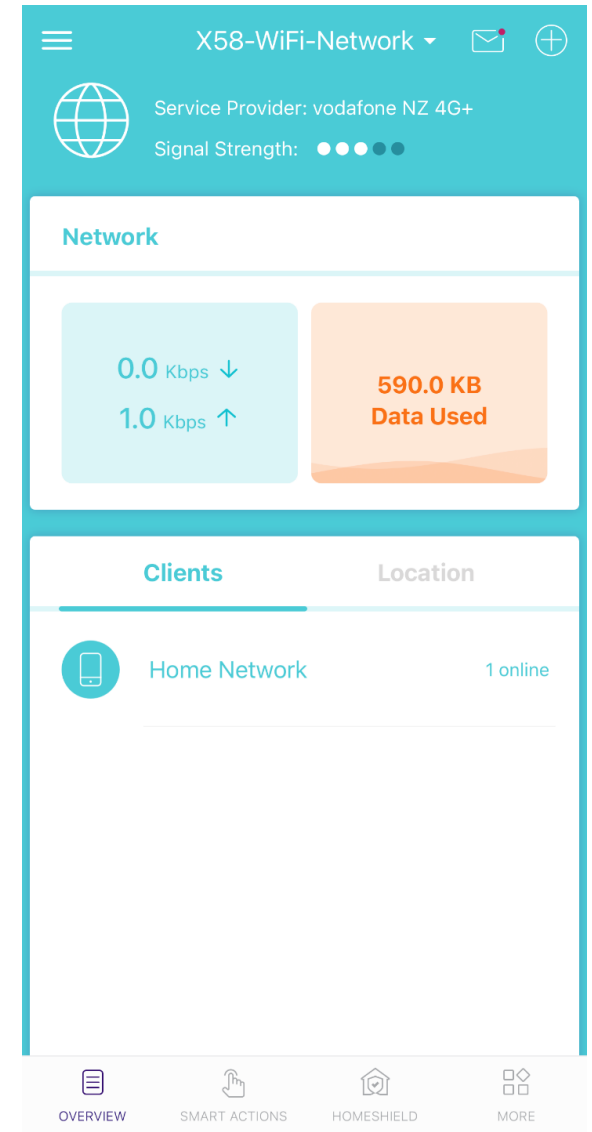 X58-WiFi-Network
Service Provider: vodafone NZ 4G+
Signal Strength:
Network
0.0 Kbps ↓
1.0 Kbps ↑
590.0 KB
Data Used
Clients
Location
Home Network
1 online
OVERVIEW
SMART ACTIONS
HOMESHIELD
MORE